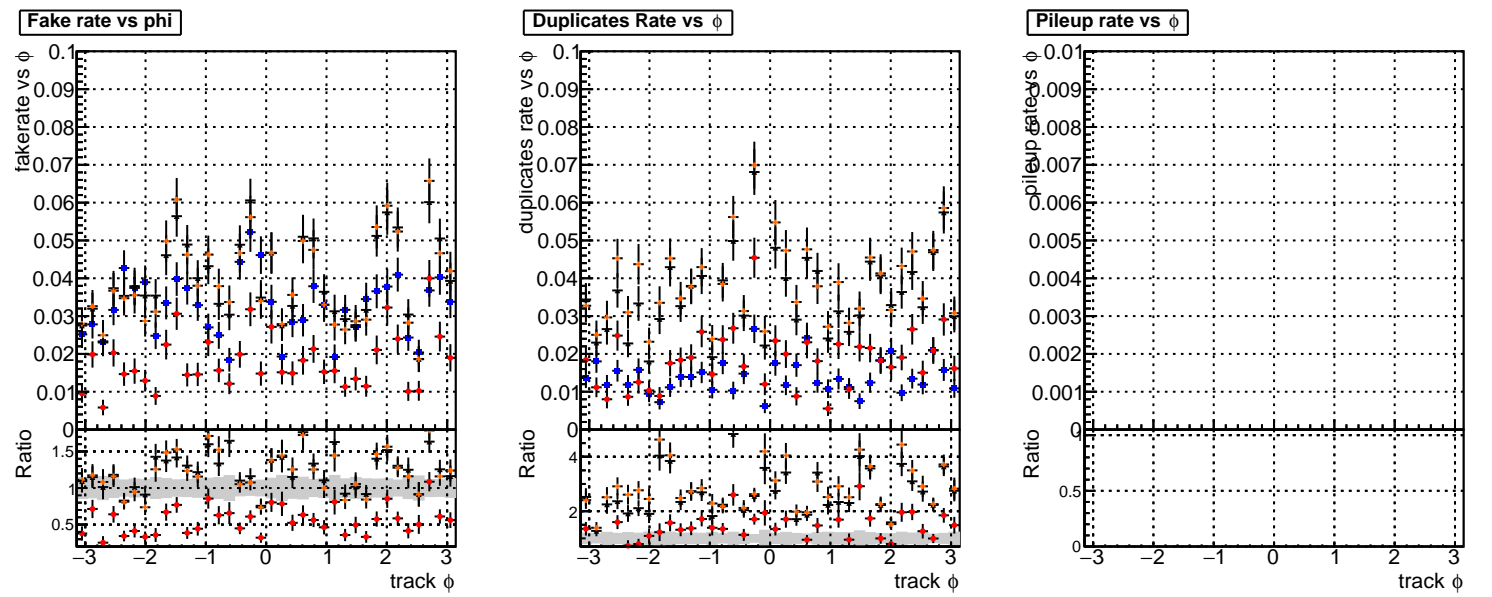 Fake rate vs phi
fakerate vs ϕ
0.1
0.09
0.08
0.07
0.06
0.05
0.04
0.03
0.02
0.01
0
Ratio
1.5
1
0.5
−3 −2 −1 0 1 2 3
track ϕ
Duplicates Rate vs ϕ
duplicates rate vs ϕ
0.1
0.09
0.08
0.07
0.06
0.05
0.04
0.03
0.02
0.01
0
Ratio
4
2
−3 −2 −1 0 1 2 3
track ϕ
Pileup rate vs ϕ
pileup rate vs ϕ
0.01
0.009
0.008
0.007
0.006
0.005
0.004
0.003
0.002
0.001
0
Ratio
0.5
0
−3 −2 −1 0 1 2 3
track ϕ